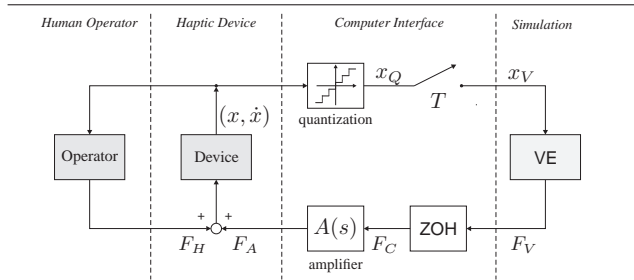 Human Operator Haptic Device Computer Interface Simulation
x_Q x_V
T
(x, ẋ) quantization
Operator Device VE
+ +
A(s) ZOH
F_H F_A F_C F_V
amplifier